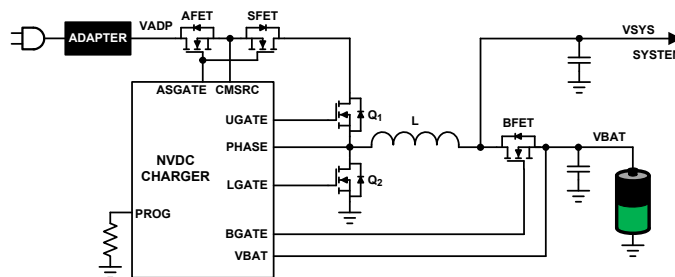 AFET SFET
VADP
ADAPTER
VSYS
SYSTEM
ASGATE CMSRC
UGATE
Q1
L
BFET
VBAT
NVDC
CHARGER
PHASE
LGATE
Q2
PROG
BGATE
VBAT